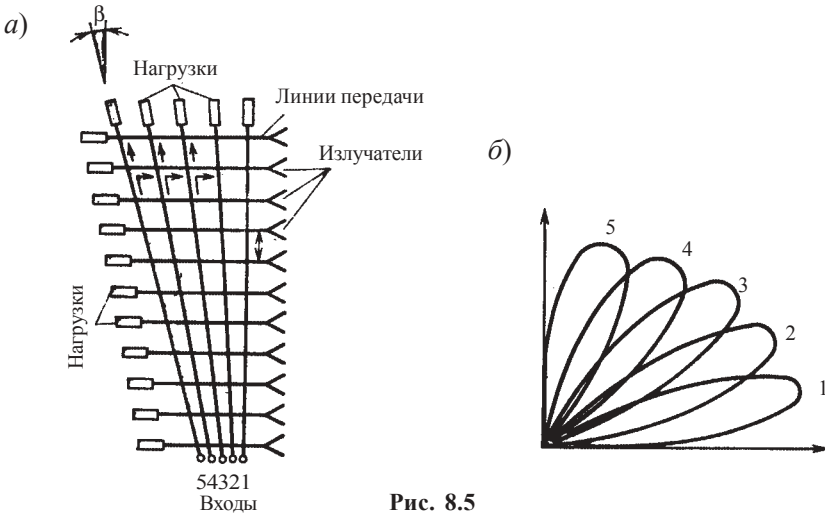 а)
β
Нагрузки
Линии передачи
Излучатели
Нагрузки
54321
Входы
б)
5
4
3
2
1
Рис. 8.5